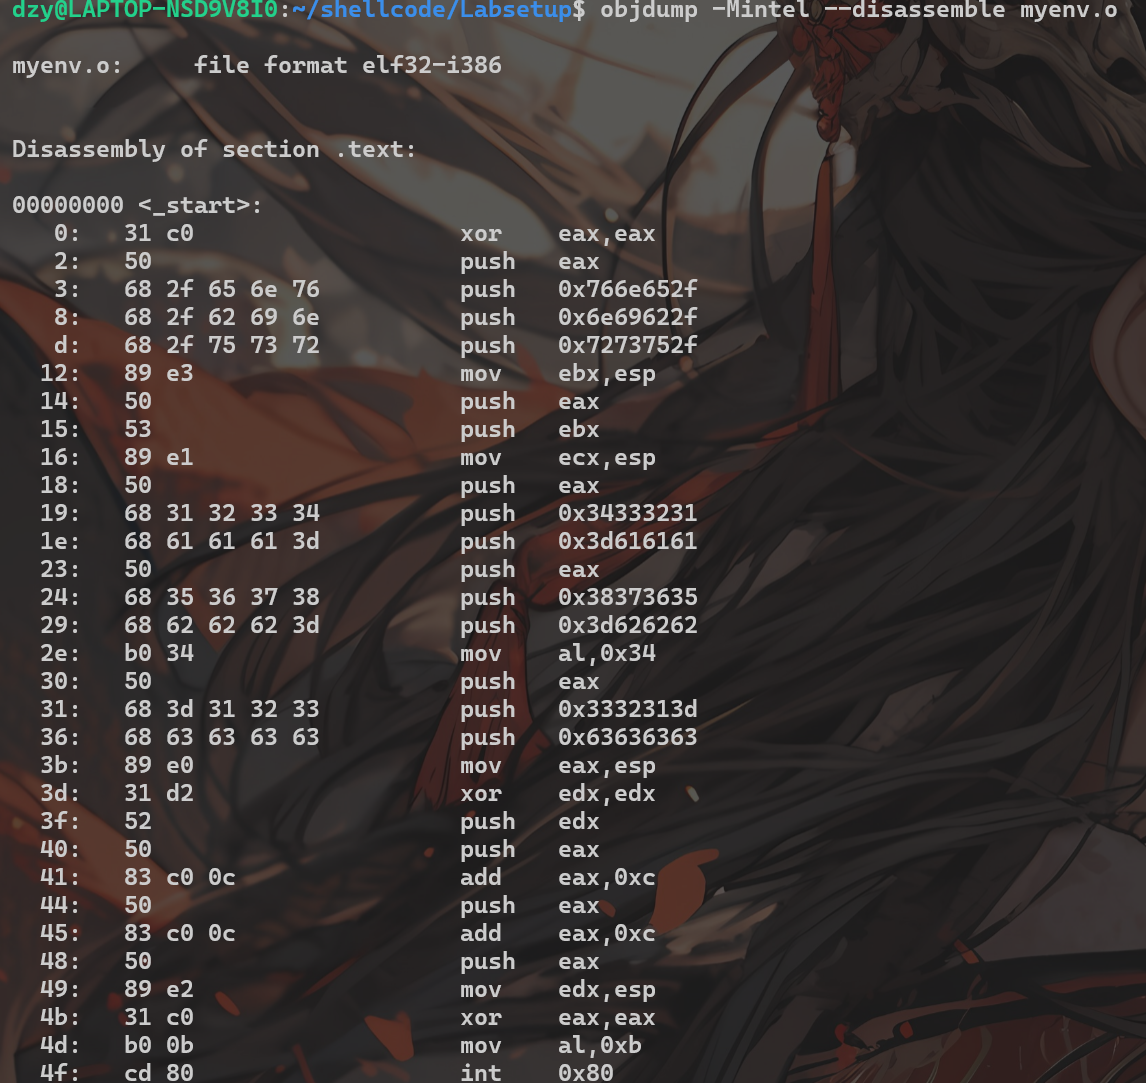 dzy@LAPTOP-NSD9V8I0:~/shellcode/Labsetup$ objdump -Mintel --disassemble myenv.o
myenv.o:     file format elf32-i386
Disassembly of section .text:
00000000 <_start>:
   0:   31 c0                   xor    eax,eax
   2:   50                      push   eax
   3:   68 2f 65 6e 76          push   0x766e652f
   8:   68 2f 62 69 6e          push   0x6e69622f
   d:   68 2f 75 73 72          push   0x7273752f
  12:   89 e3                   mov    ebx,esp
  14:   50                      push   eax
  15:   53                      push   ebx
  16:   89 e1                   mov    ecx,esp
  18:   50                      push   eax
  19:   68 31 32 33 34          push   0x34333231
  1e:   68 61 61 61 3d          push   0x3d616161
  23:   50                      push   eax
  24:   68 35 36 37 38          push   0x38373635
  29:   68 62 62 62 3d          push   0x3d626262
  2e:   b0 34                   mov    al,0x34
  30:   50                      push   eax
  31:   68 3d 31 32 33          push   0x3332313d
  36:   68 63 63 63 63          push   0x63636363
  3b:   89 e0                   mov    eax,esp
  3d:   31 d2                   xor    edx,edx
  3f:   52                      push   edx
  40:   50                      push   eax
  41:   83 c0 0c                add    eax,0xc
  44:   50                      push   eax
  45:   83 c0 0c                add    eax,0xc
  48:   50                      push   eax
  49:   89 e2                   mov    edx,esp
  4b:   31 c0                   xor    eax,eax
  4d:   b0 0b                   mov    al,0xb
  4f:   cd 80                   int    0x80